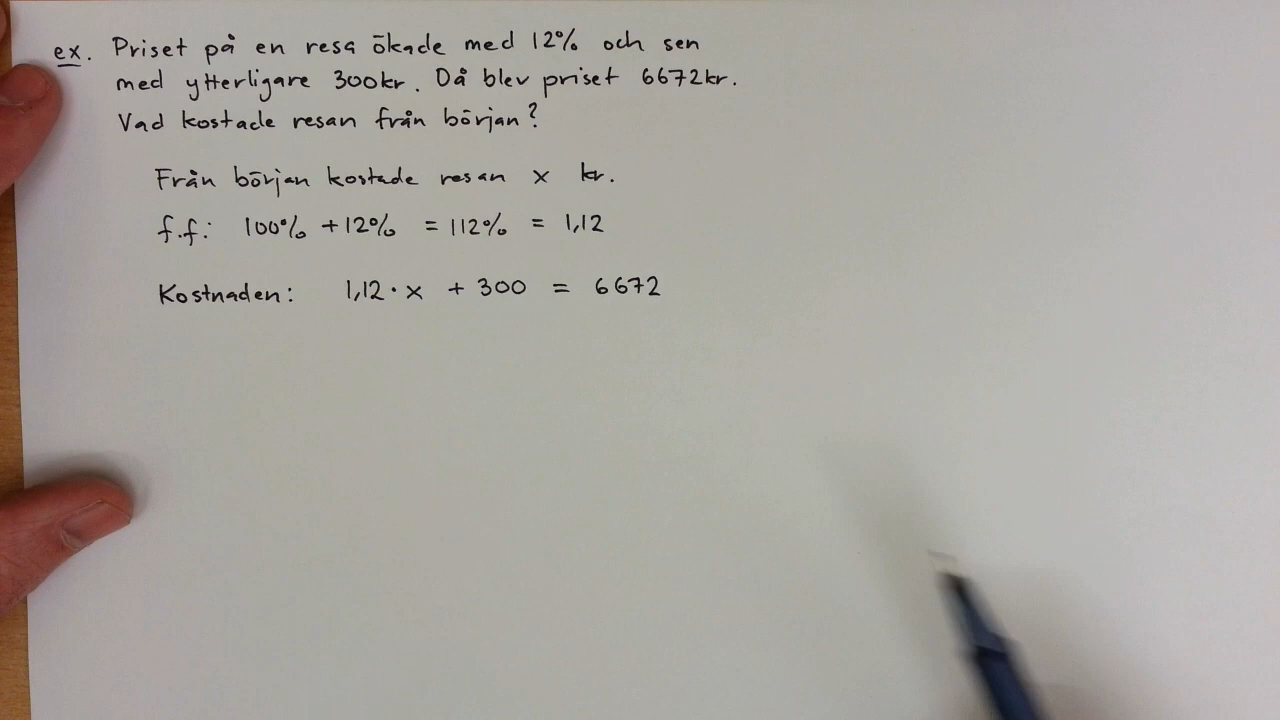 ex. Priset på en resa ökade med 12% och sen
med ytterligare 300kr. Då blev priset 6672kr.
Vad kostade resan från början?
Från början kostade resan x kr.
f.f: 100% + 12% = 112% = 1,12
Kostnaden: 1,12 · x + 300 = 6672